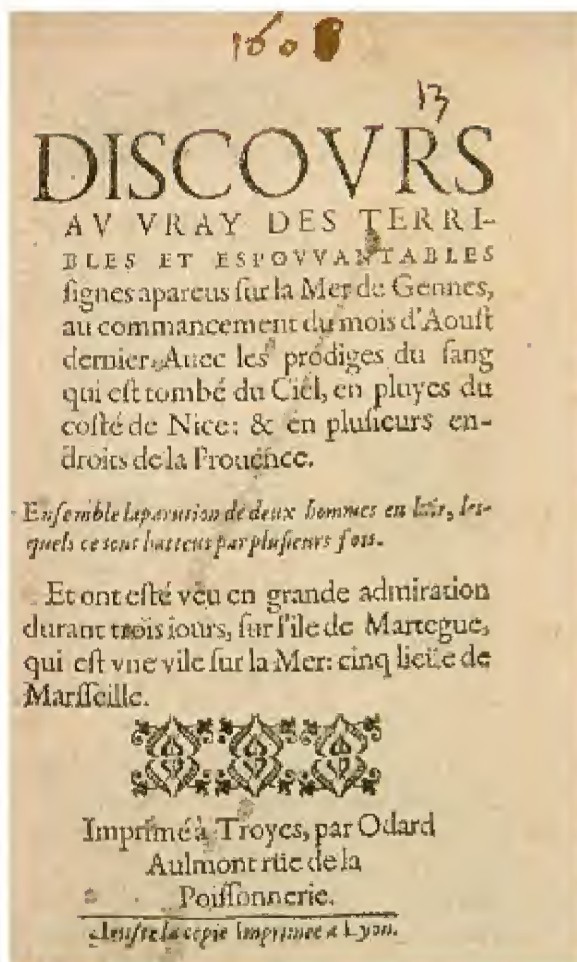 1608
13
DISCOVRS
AV VRAY DES TERRI-
BLES ET ESPOVVANTABLES
ſignes apareus ſur la Mer de Gennes,
au commancement du mois d'Aouſt
dernier. Auec les prodiges du ſang
qui eſt tombé du Ciel, en pluyes du
coſté de Nice: & en pluſieurs en-
droits de la Prouence.
Enſemble laparution de deux hommes en l'air, leſ-
quels ce sont batteus par pluſieurs fois.
Et ont eſté veu en grande admiration
durant trois iours, ſur l'ile de Martegue,
qui eſt vne vile ſur la Mer: cinq lieüe de
Marſſeille.
Imprimé à Troyes, par Odard
Aulmont rüe de la
Poiſſonnerie.
Iouſte la copie Imprimee a Lyon.